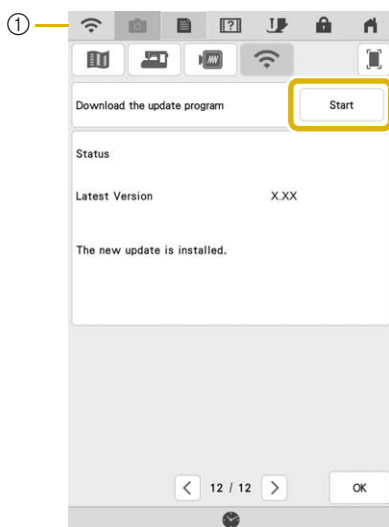 ①
Download the update program Start
Status
Latest Version X.XX
The new update is installed.
12 / 12 OK